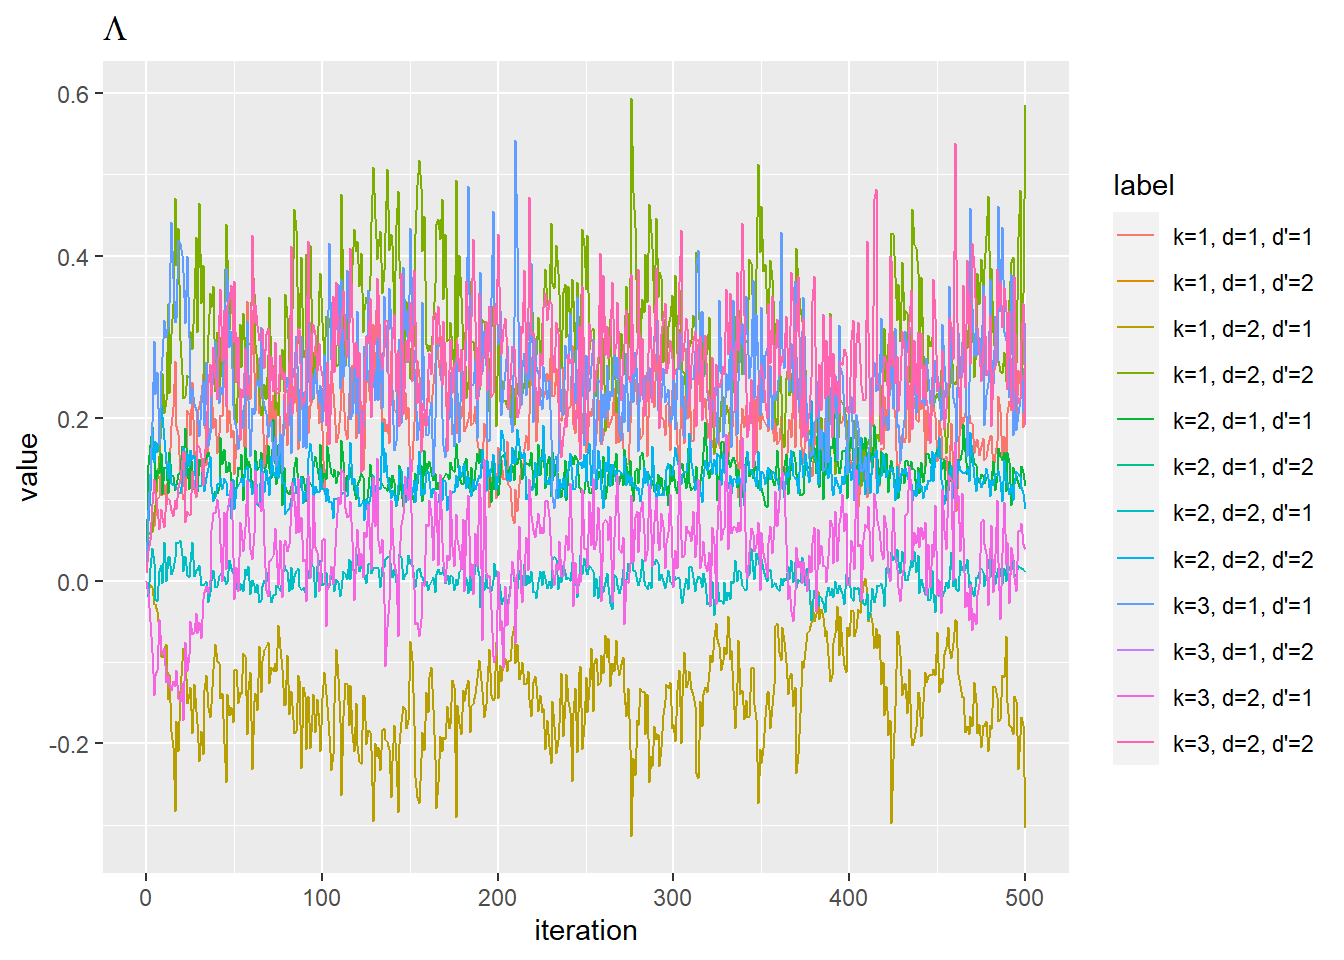 Λ
0.6
0.4
0.2
0.0
-0.2
value
0 100 200 300 400 500
iteration
label
k=1, d=1, d'=1
k=1, d=1, d'=2
k=1, d=2, d'=1
k=1, d=2, d'=2
k=2, d=1, d'=1
k=2, d=1, d'=2
k=2, d=2, d'=1
k=2, d=2, d'=2
k=3, d=1, d'=1
k=3, d=1, d'=2
k=3, d=2, d'=1
k=3, d=2, d'=2